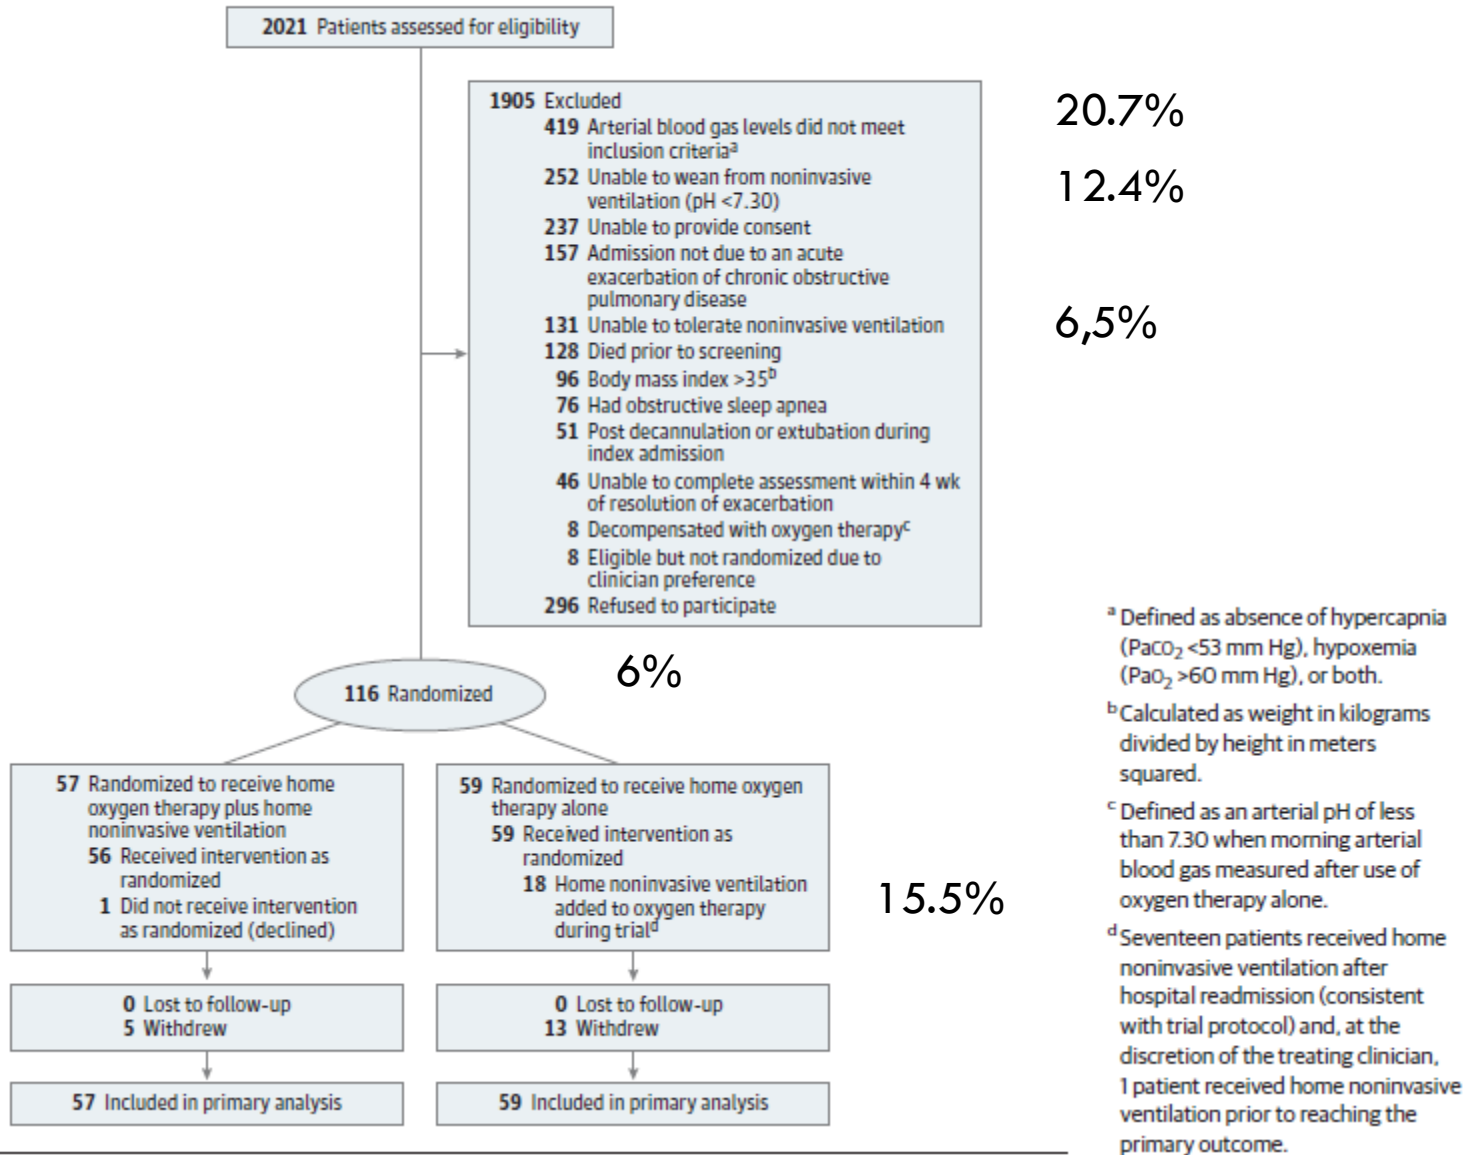 2021 Patients assessed for eligibility
1905 Excluded
419 Arterial blood gas levels did not meet
inclusion criteriaᵃ
252 Unable to wean from noninvasive
ventilation (pH <7.30)
237 Unable to provide consent
157 Admission not due to an acute
exacerbation of chronic obstructive
pulmonary disease
131 Unable to tolerate noninvasive ventilation
128 Died prior to screening
96 Body mass index >35ᵇ
76 Had obstructive sleep apnea
51 Post decannulation or extubation during
index admission
46 Unable to complete assessment within 4 wk
of resolution of exacerbation
8 Decompensated with oxygen therapyᶜ
8 Eligible but not randomized due to
clinician preference
296 Refused to participate
20.7%
12.4%
6,5%
6%
116 Randomized
57 Randomized to receive home
oxygen therapy plus home
noninvasive ventilation
56 Received intervention as
randomized
1 Did not receive intervention
as randomized (declined)
59 Randomized to receive home oxygen
therapy alone
59 Received intervention as
randomized
18 Home noninvasive ventilation
added to oxygen therapy
during trialᵈ
15.5%
0 Lost to follow-up
5 Withdrew
0 Lost to follow-up
13 Withdrew
57 Included in primary analysis
59 Included in primary analysis
ᵃ Defined as absence of hypercapnia
(PaCO₂ <53 mm Hg), hypoxemia
(PaO₂ >60 mm Hg), or both.
ᵇ Calculated as weight in kilograms
divided by height in meters
squared.
ᶜ Defined as an arterial pH of less
than 7.30 when morning arterial
blood gas measured after use of
oxygen therapy alone.
ᵈ Seventeen patients received home
noninvasive ventilation after
hospital readmission (consistent
with trial protocol) and, at the
discretion of the treating clinician,
1 patient received home noninvasive
ventilation prior to reaching the
primary outcome.